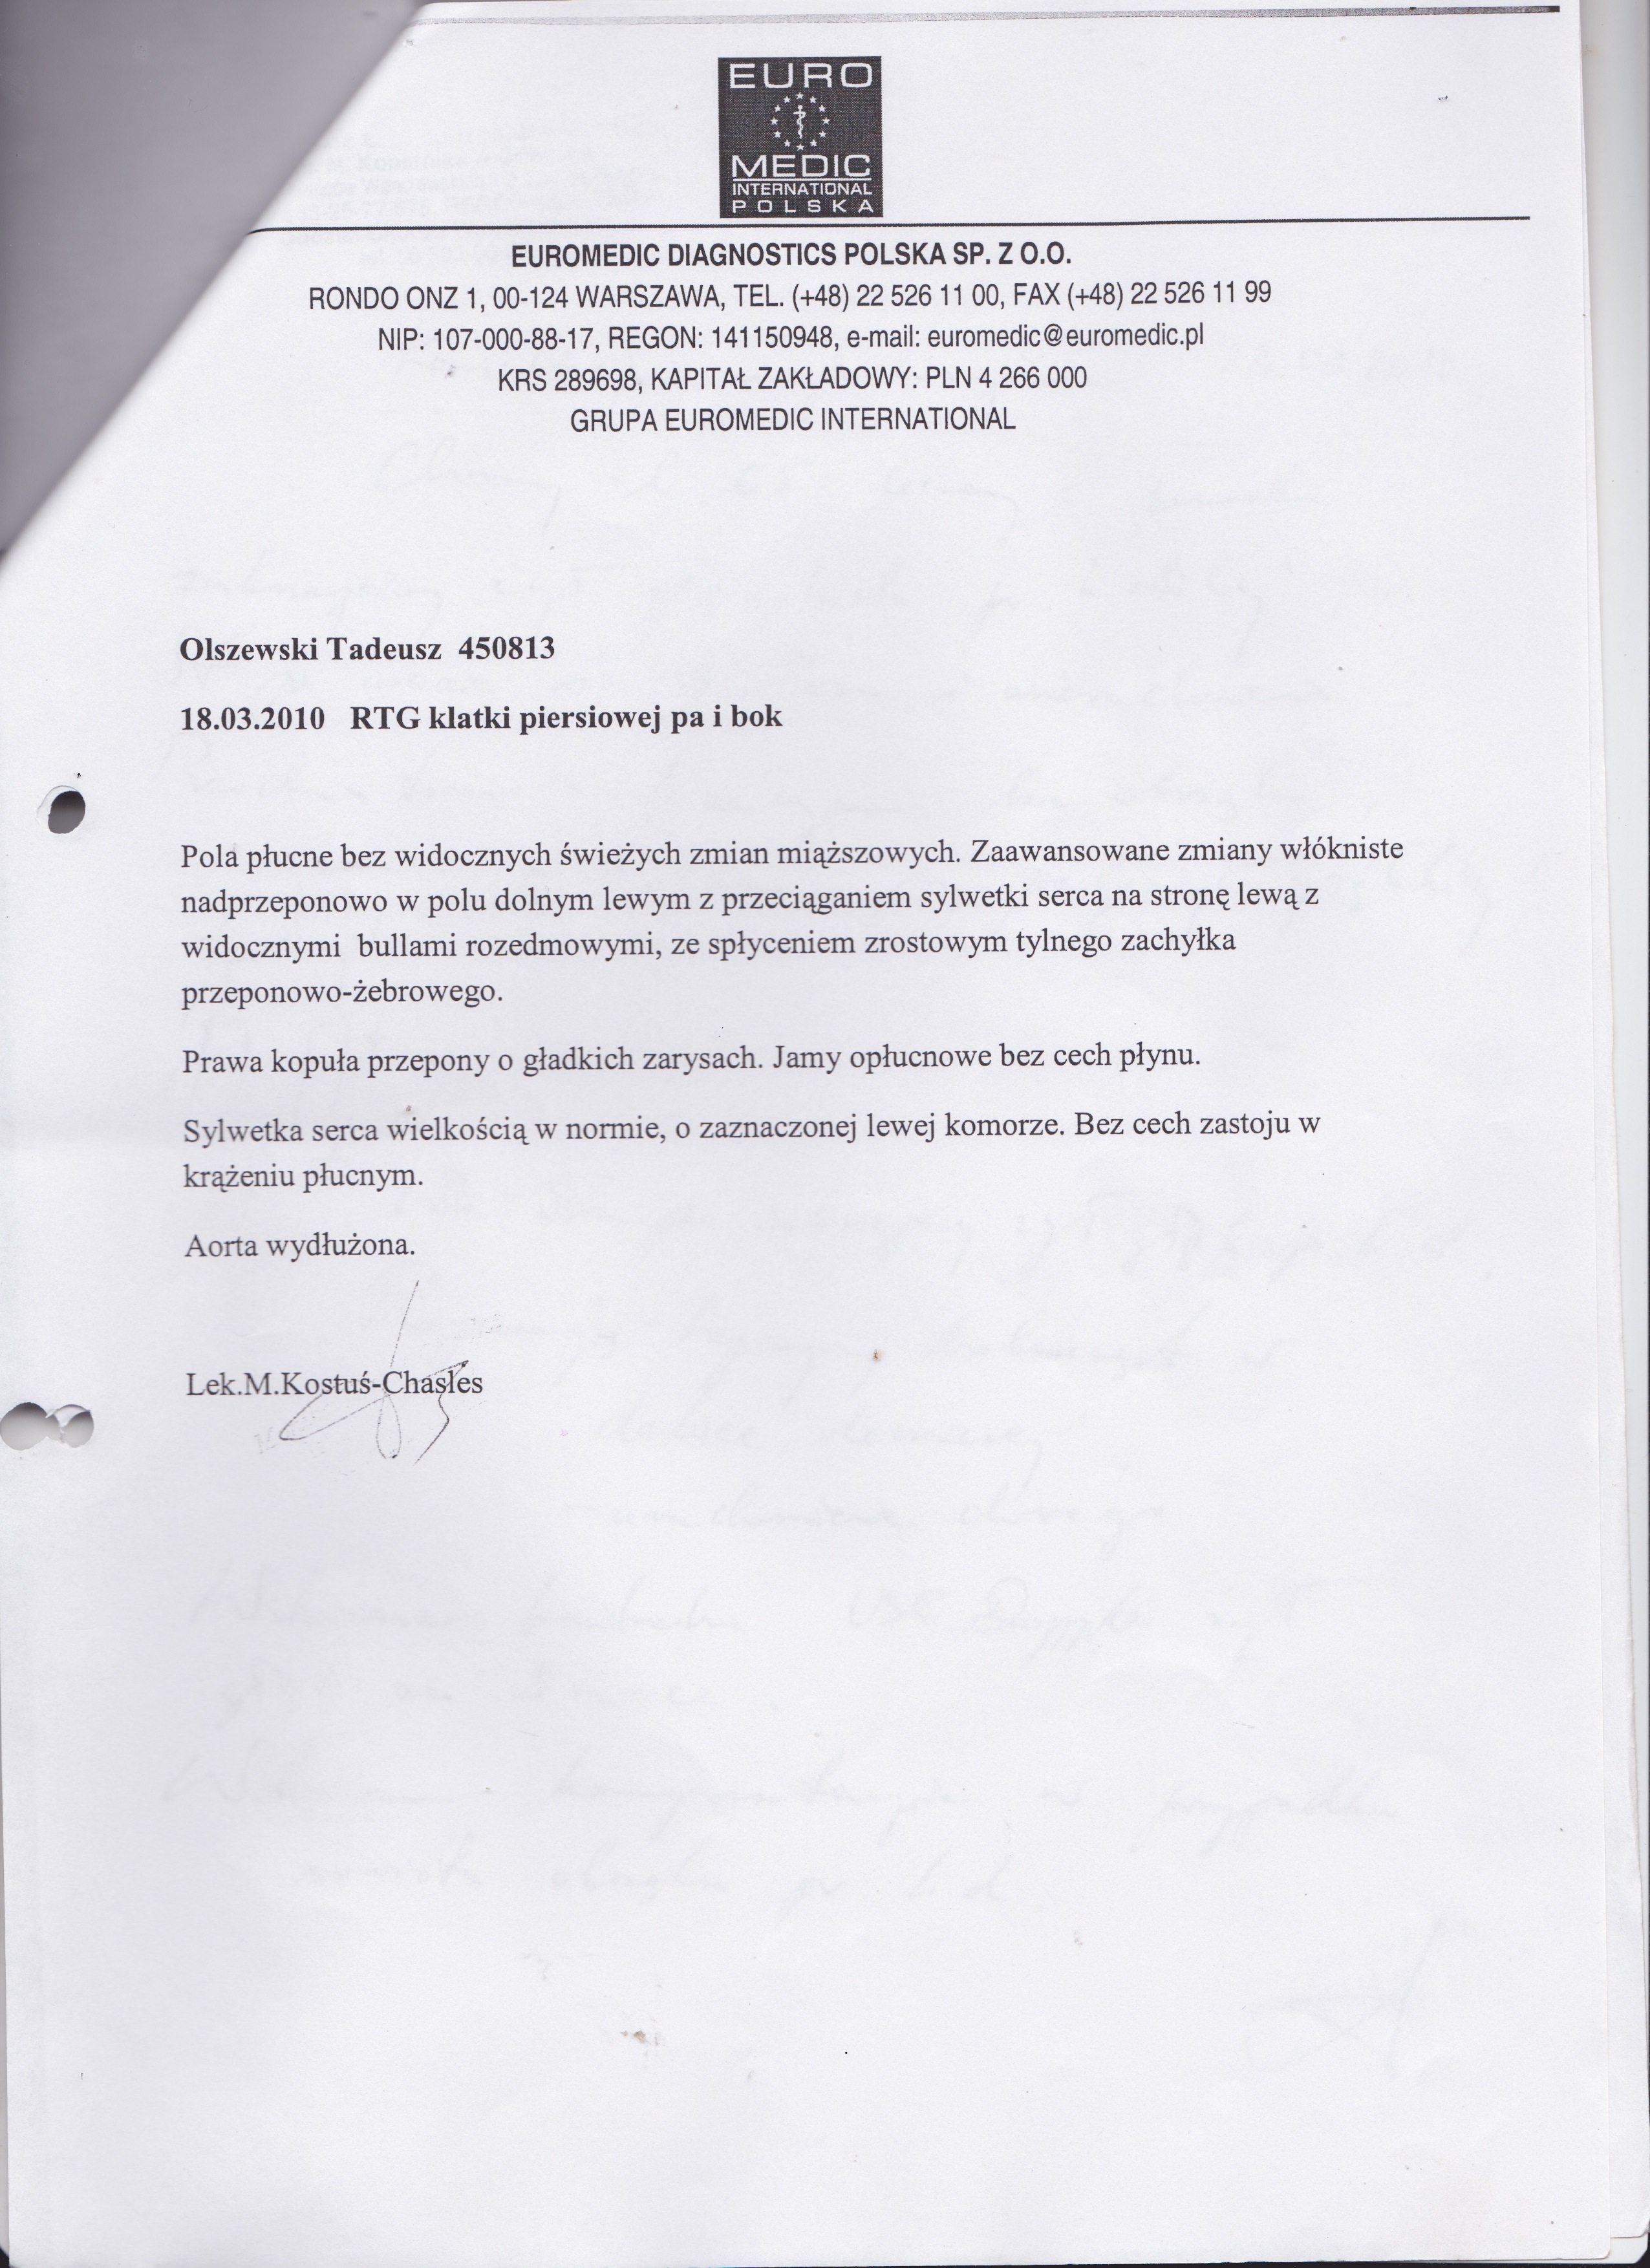 EURO
MEDIC
INTERNATIONAL
POLSKA
EUROMEDIC DIAGNOSTICS POLSKA SP. Z O.O.
RONDO ONZ 1, 00-124 WARSZAWA, TEL. (+48) 22 526 11 00, FAX (+48) 22 526 11 99
NIP: 107-000-88-17, REGON: 141150948, e-mail: euromedic@euromedic.pl
KRS 289698, KAPITAŁ ZAKŁADOWY: PLN 4 266 000
GRUPA EUROMEDIC INTERNATIONAL
Olszewski Tadeusz 450813
18.03.2010 RTG klatki piersiowej pa i bok
Pola płucne bez widocznych świeżych zmian miąższowych. Zaawansowane zmiany włókniste
nadprzeponowo w polu dolnym lewym z przeciąganiem sylwetki serca na stronę lewą z
widocznymi bullami rozedmowymi, ze spłyceniem zrostowym tylnego zachyłka
przeponowo-żebrowego.
Prawa kopuła przepony o gładkich zarysach. Jamy opłucnowe bez cech płynu.
Sylwetka serca wielkością w normie, o zaznaczonej lewej komorze. Bez cech zastoju w
krążeniu płucnym.
Aorta wydłużona.
Lek.M.Kostuś-Chasles